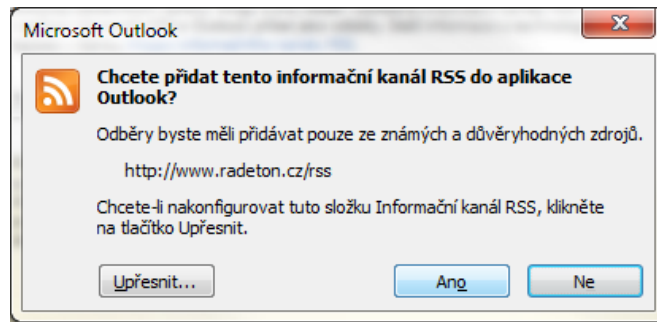 Microsoft Outlook
Chcete přidat tento informační kanál RSS do aplikace
Outlook?
Odběry byste měli přidávat pouze ze známých a důvěryhodných zdrojů.
http://www.radeton.cz/rss
Chcete-li nakonfigurovat tuto složku Informační kanál RSS, klikněte
na tlačítko Upřesnit.
Upřesnit... Ano Ne